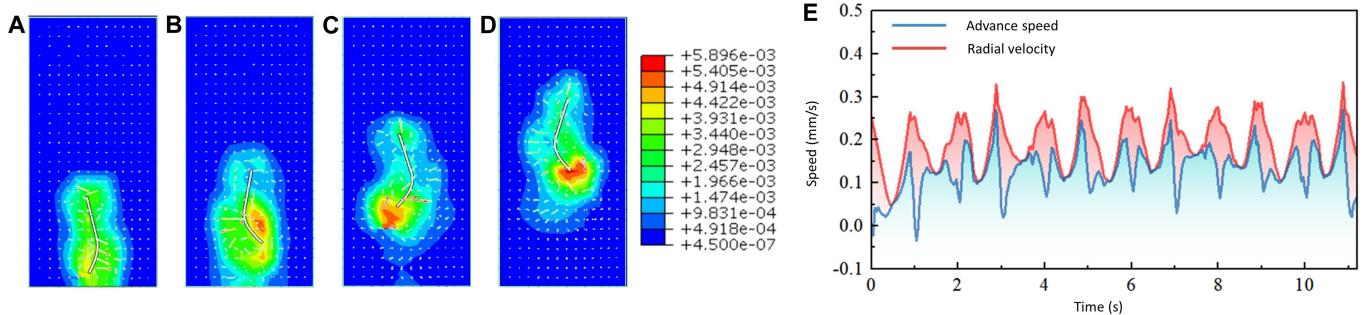 A
B
C
D
+5.896e-03
+5.405e-03
+4.914e-03
+4.422e-03
+3.931e-03
+3.440e-03
+2.948e-03
+2.457e-03
+1.966e-03
+1.474e-03
+9.831e-04
+4.918e-04
+4.500e-07
E
Speed (mm/s)
0.5
0.4
0.3
0.2
0.1
0.0
-0.1
Advance speed
Radial velocity
0 2 4 6 8 10
Time (s)